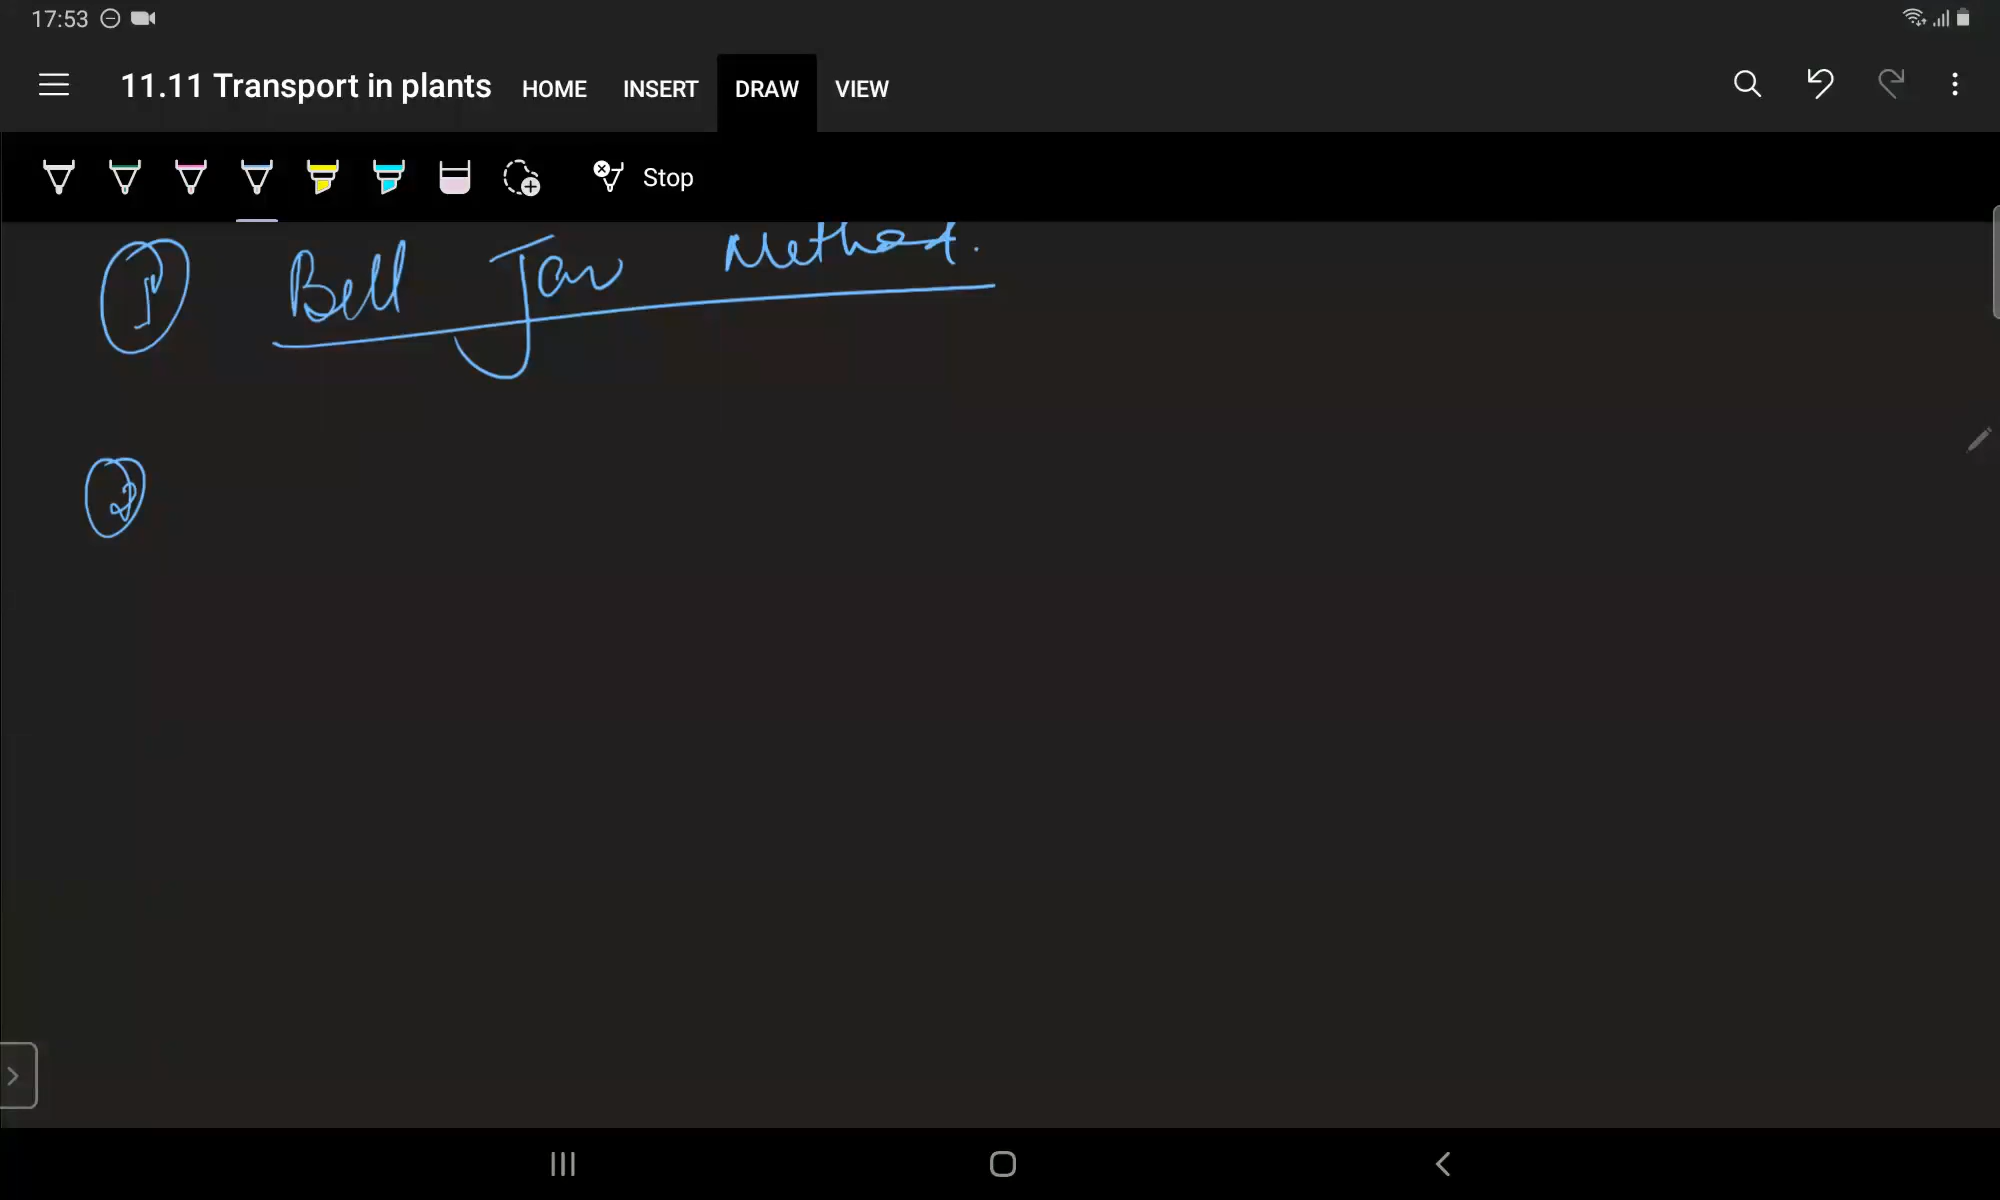 17:53
11.11 Transport in plants HOME INSERT DRAW VIEW
Stop
① Bell Jar Method.
②